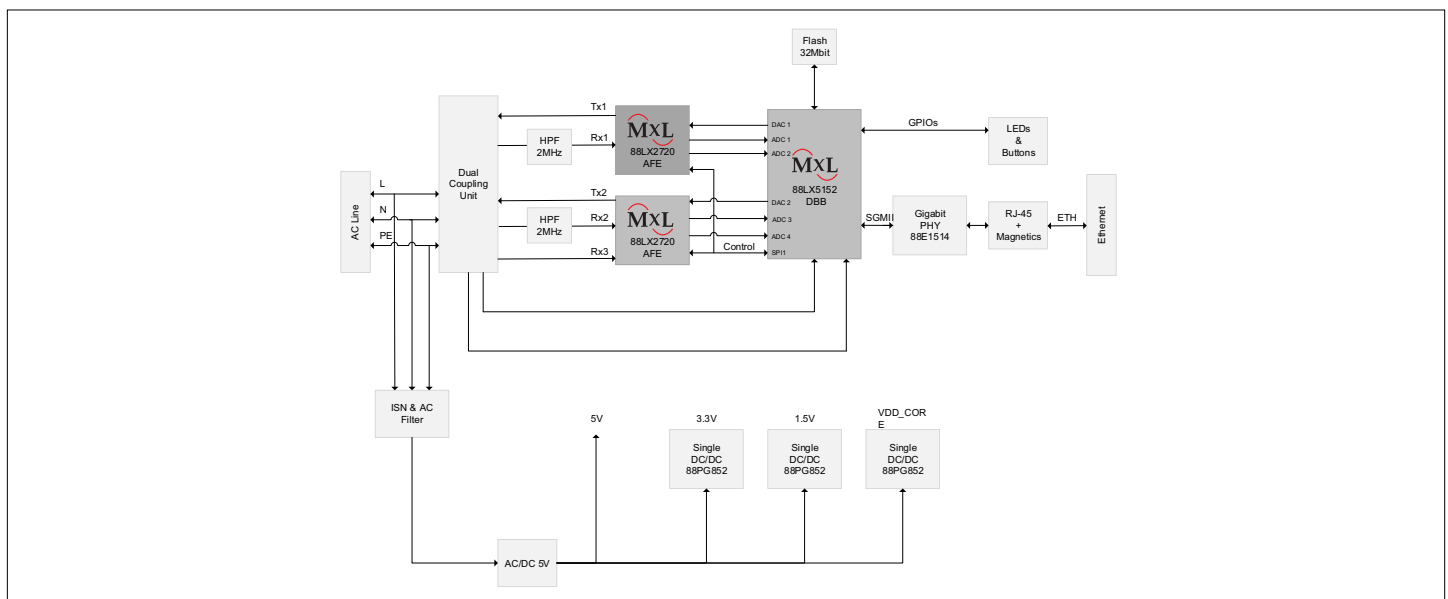 Flash
32Mbit
Tx1
MxL
88LX2720
AFE
HPF
2MHz
Rx1
DAC 1
ADC 1
ADC 2
MxL
88LX5152
DBB
DAC 2
ADC 3
ADC 4
SPI1
GPIOs
LEDs
&
Buttons
Dual
Coupling
Unit
AC Line
L
N
PE
Tx2
HPF
2MHz
Rx2
Rx3
MxL
88LX2720
AFE
Control
SGMII
Gigabit
PHY
88E1514
RJ-45
+
Magnetics
ETH
Ethernet
ISN & AC
Filter
5V
3.3V
Single
DC/DC
88PG852
1.5V
Single
DC/DC
88PG852
VDD_COR
E
Single
DC/DC
88PG852
AC/DC 5V